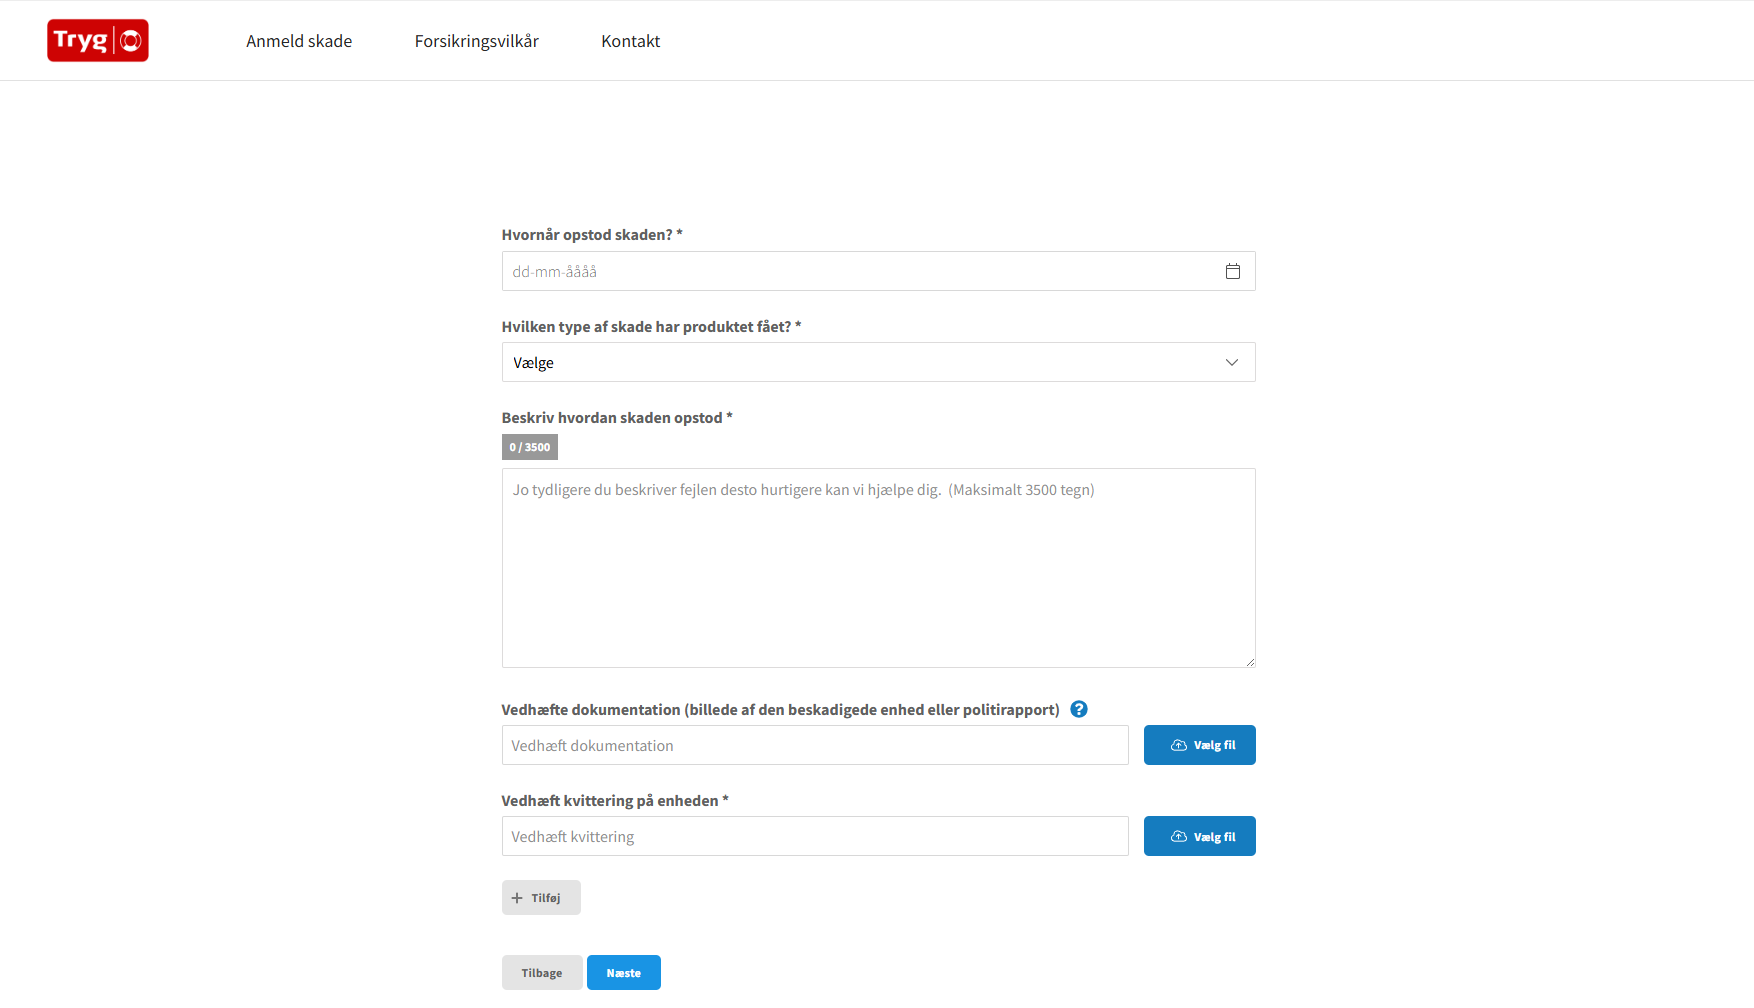 Tryg
Anmeld skade
Forsikringsvilkår
Kontakt
Hvornår opstod skaden? *
dd-mm-åååå
Hvilken type af skade har produktet fået? *
Vælge
Beskriv hvordan skaden opstod *
0 / 3500
Jo tydligere du beskriver fejlen desto hurtigere kan vi hjælpe dig. (Maksimalt 3500 tegn)
Vedhæfte dokumentation (billede af den beskadigede enhed eller politirapport) ?
Vedhæft dokumentation
Vælg fil
Vedhæft kvittering på enheden *
Vedhæft kvittering
Vælg fil
+ Tilføj
Tilbage
Næste